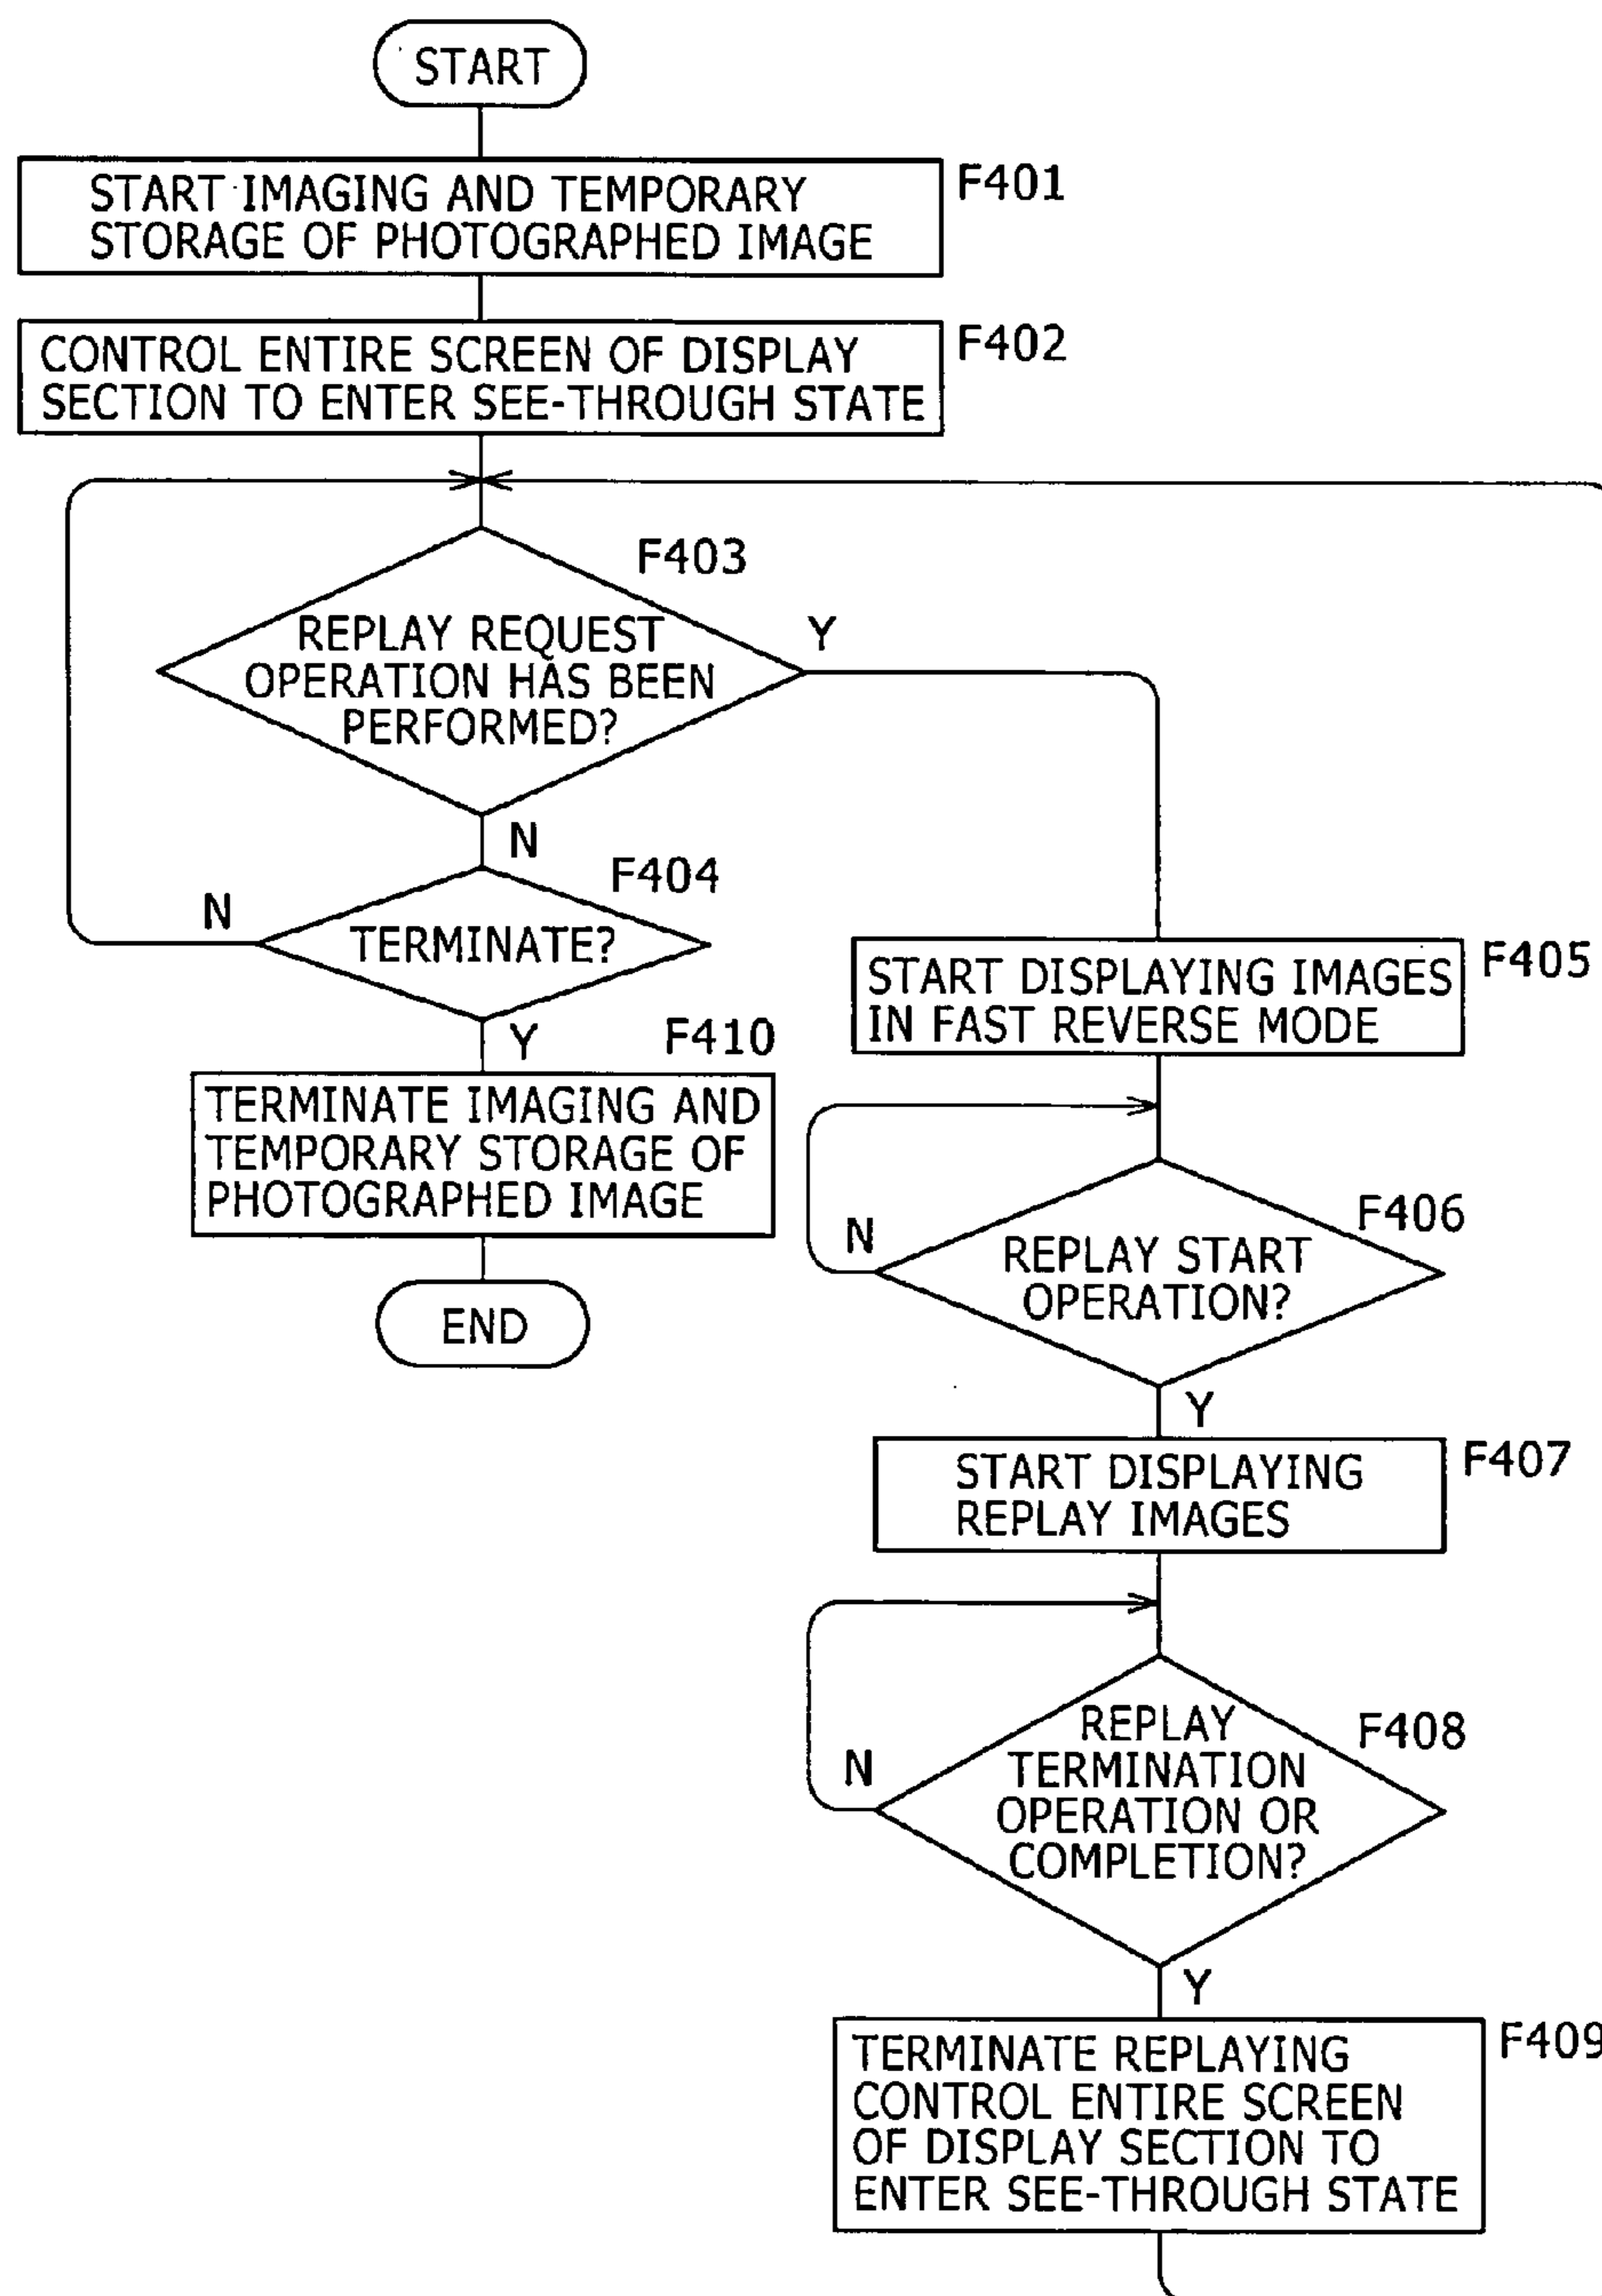 START
START IMAGING AND TEMPORARY
STORAGE OF PHOTOGRAPHED IMAGE
F401
CONTROL ENTIRE SCREEN OF DISPLAY
SECTION TO ENTER SEE-THROUGH STATE
F402
F403
REPLAY REQUEST
OPERATION HAS BEEN
PERFORMED?
Y
N
F404
TERMINATE?
N
Y
F410
TERMINATE IMAGING AND
TEMPORARY STORAGE OF
PHOTOGRAPHED IMAGE
END
START DISPLAYING IMAGES
IN FAST REVERSE MODE
F405
F406
REPLAY START
OPERATION?
N
Y
START DISPLAYING
REPLAY IMAGES
F407
F408
REPLAY
TERMINATION
OPERATION OR
COMPLETION?
N
Y
TERMINATE REPLAYING
CONTROL ENTIRE SCREEN
OF DISPLAY SECTION TO
ENTER SEE-THROUGH STATE
F409